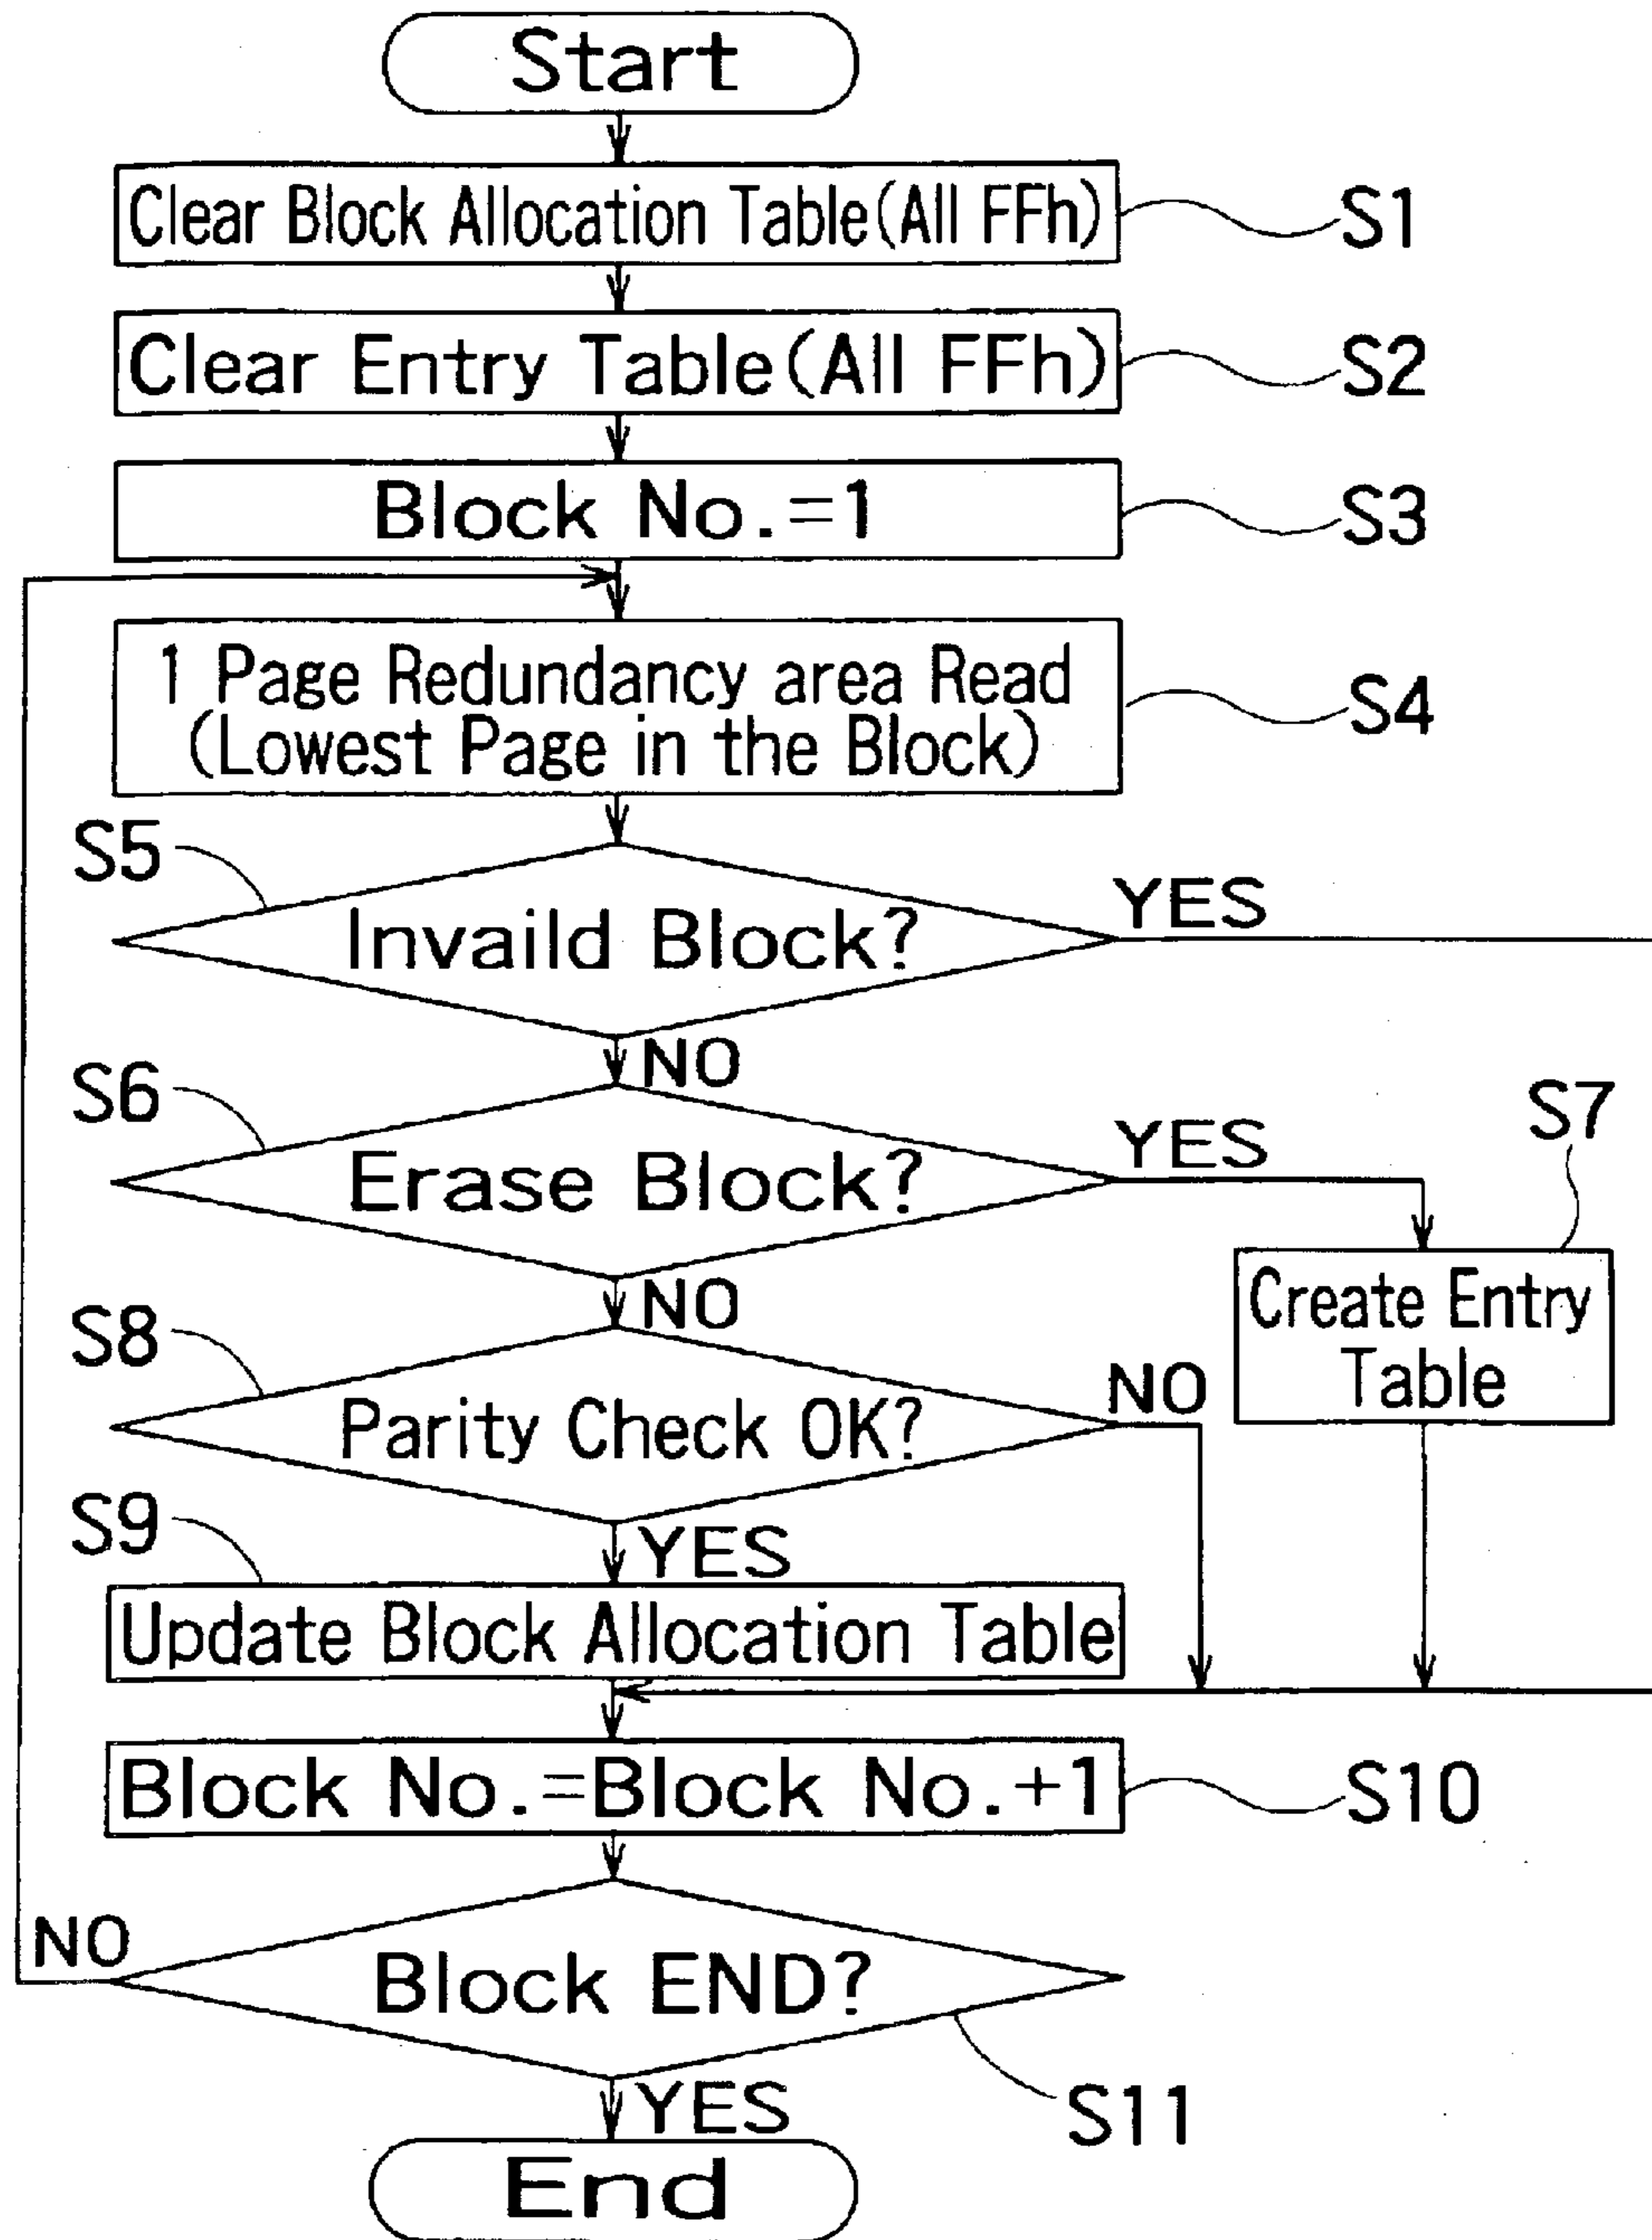 Start
Clear Block Allocation Table(All FFh)
S1
Clear Entry Table(All FFh)
S2
Block No.=1
S3
1 Page Redundancy area Read
(Lowest Page in the Block)
S4
S5
Invaild Block?
YES
NO
S6
Erase Block?
YES
S7
Create Entry
Table
NO
S8
Parity Check OK?
NO
YES
S9
Update Block Allocation Table
Block No.=Block No.+1
S10
NO
Block END?
S11
YES
End